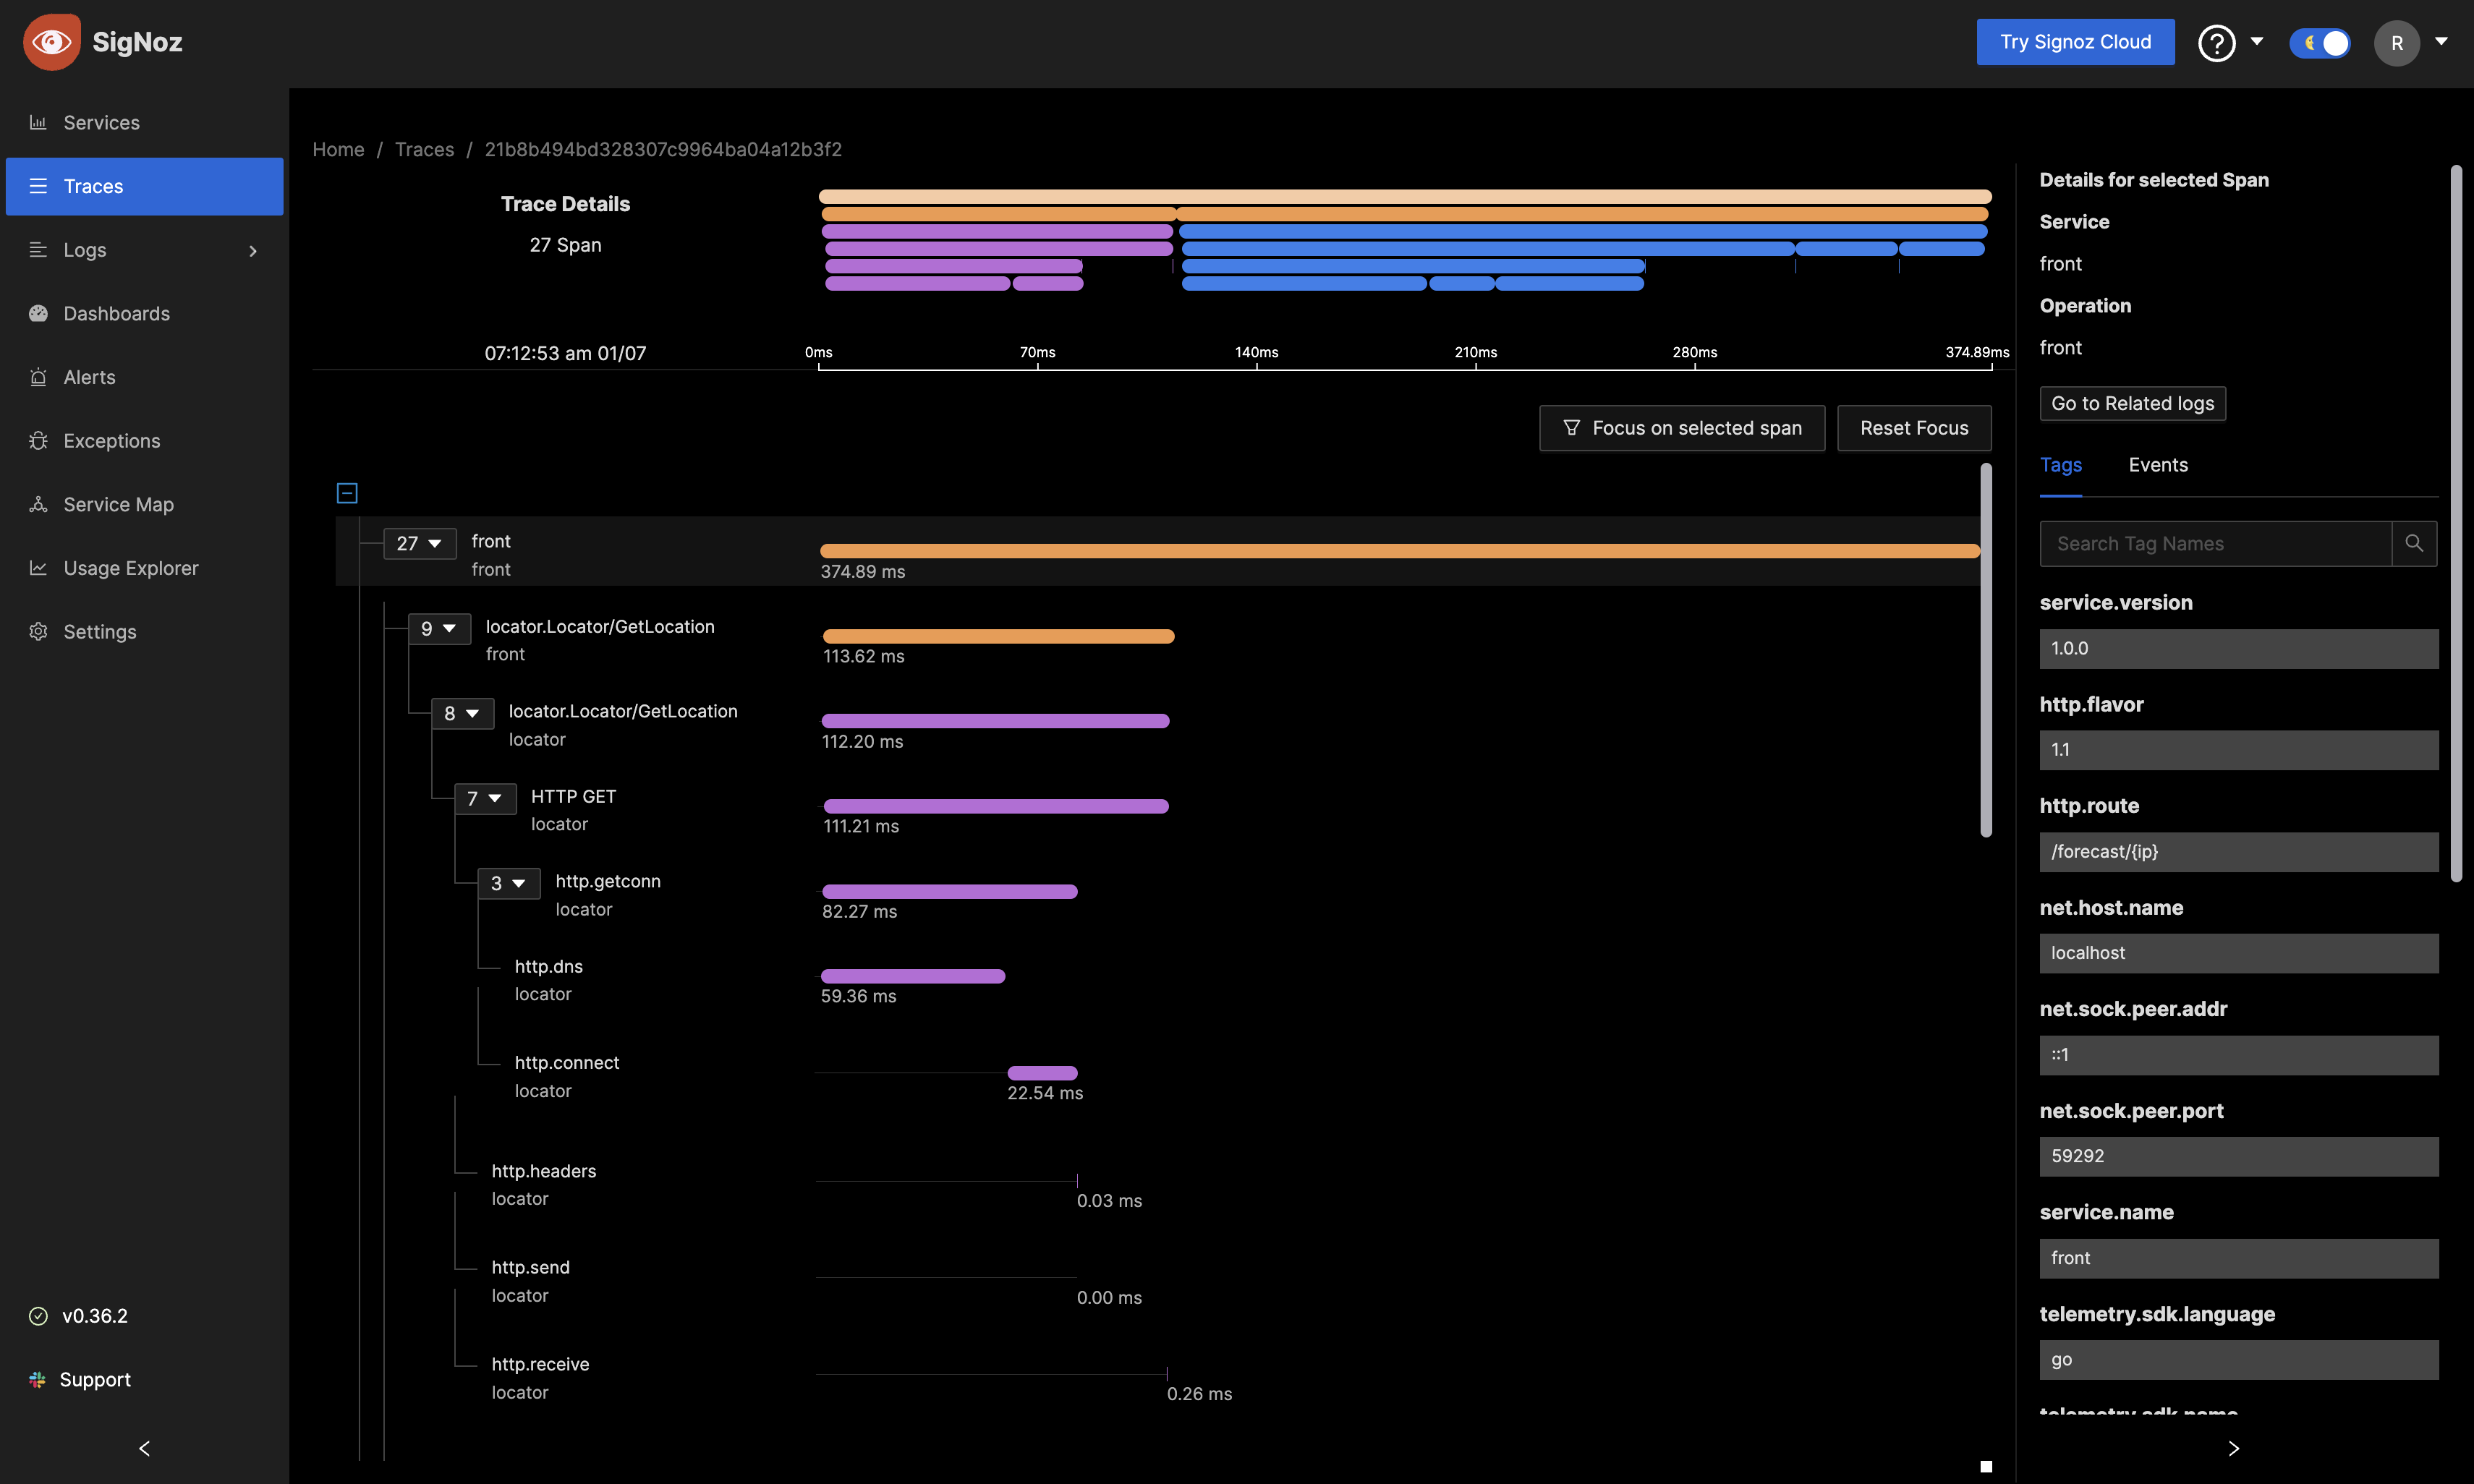 SigNoz
Try Signoz Cloud
R
Services
Traces
Logs
Dashboards
Alerts
Exceptions
Service Map
Usage Explorer
Settings
v0.36.2
Support
Home / Traces / 21b8b494bd328307c9964ba04a12b3f2
Trace Details
27 Span
07:12:53 am 01/07
0ms 70ms 140ms 210ms 280ms 374.89ms
Focus on selected span
Reset Focus
27 front
front
374.89 ms
9 locator.Locator/GetLocation
front
113.62 ms
8 locator.Locator/GetLocation
locator
112.20 ms
7 HTTP GET
locator
111.21 ms
3 http.getconn
locator
82.27 ms
http.dns
locator
59.36 ms
http.connect
locator
22.54 ms
http.headers
locator
0.03 ms
http.send
locator
0.00 ms
http.receive
locator
0.26 ms
Details for selected Span
Service
front
Operation
front
Go to Related logs
Tags Events
Search Tag Names
service.version
1.0.0
http.flavor
1.1
http.route
/forecast/{ip}
net.host.name
localhost
net.sock.peer.addr
::1
net.sock.peer.port
59292
service.name
front
telemetry.sdk.language
go
telemetry.sdk.name